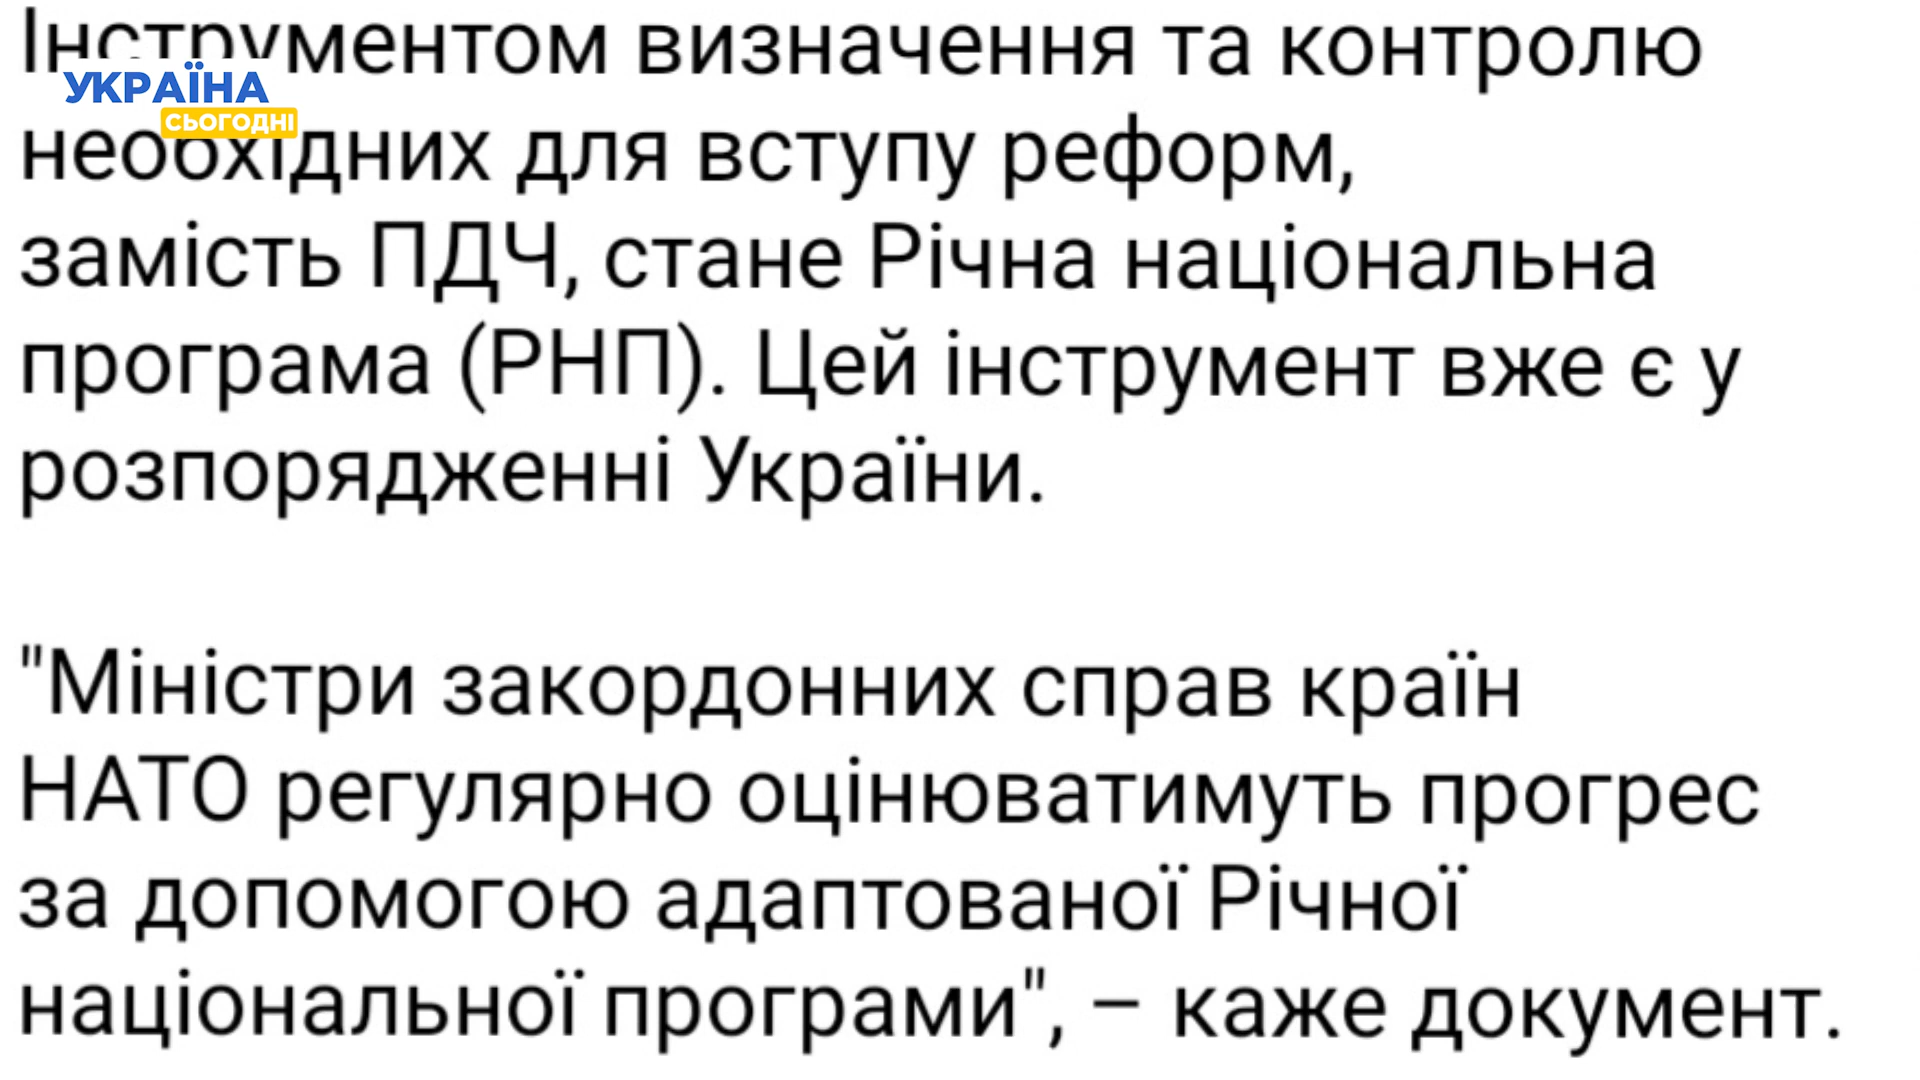 Інструментом визначення та контролю
УКРАЇНА
СЬОГОДНІ
необхідних для вступу реформ,
замість ПДЧ, стане Річна національна
програма (РНП). Цей інструмент вже є у
розпорядженні України.
"Міністри закордонних справ країн
НАТО регулярно оцінюватимуть прогрес
за допомогою адаптованої Річної
національної програми", – каже документ.